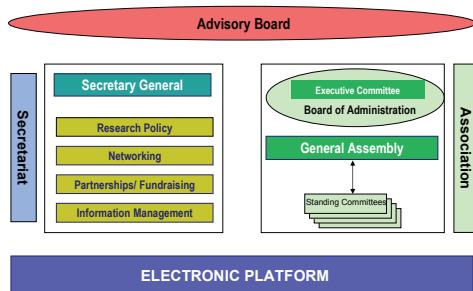 Advisory Board
Secretariat
Secretary General
Research Policy
Networking
Partnerships/ Fundraising
Information Management
Executive Committee
Board of Administration
General Assembly
Standing Committees
Association
ELECTRONIC PLATFORM